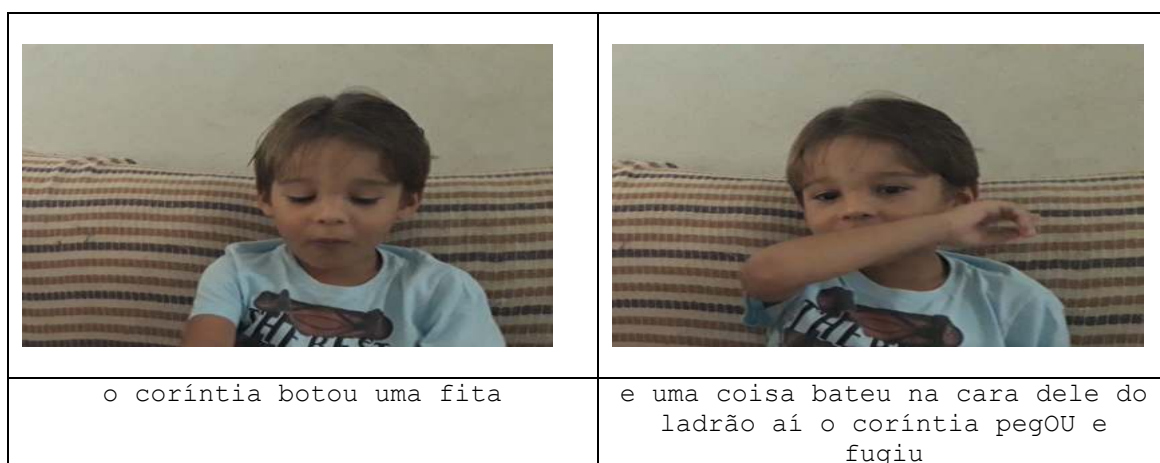 THE BEST
THE BES
o coríntia botou uma fita
e uma coisa bateu na cara dele do
ladrão aí o coríntia pegOU e
fugiu